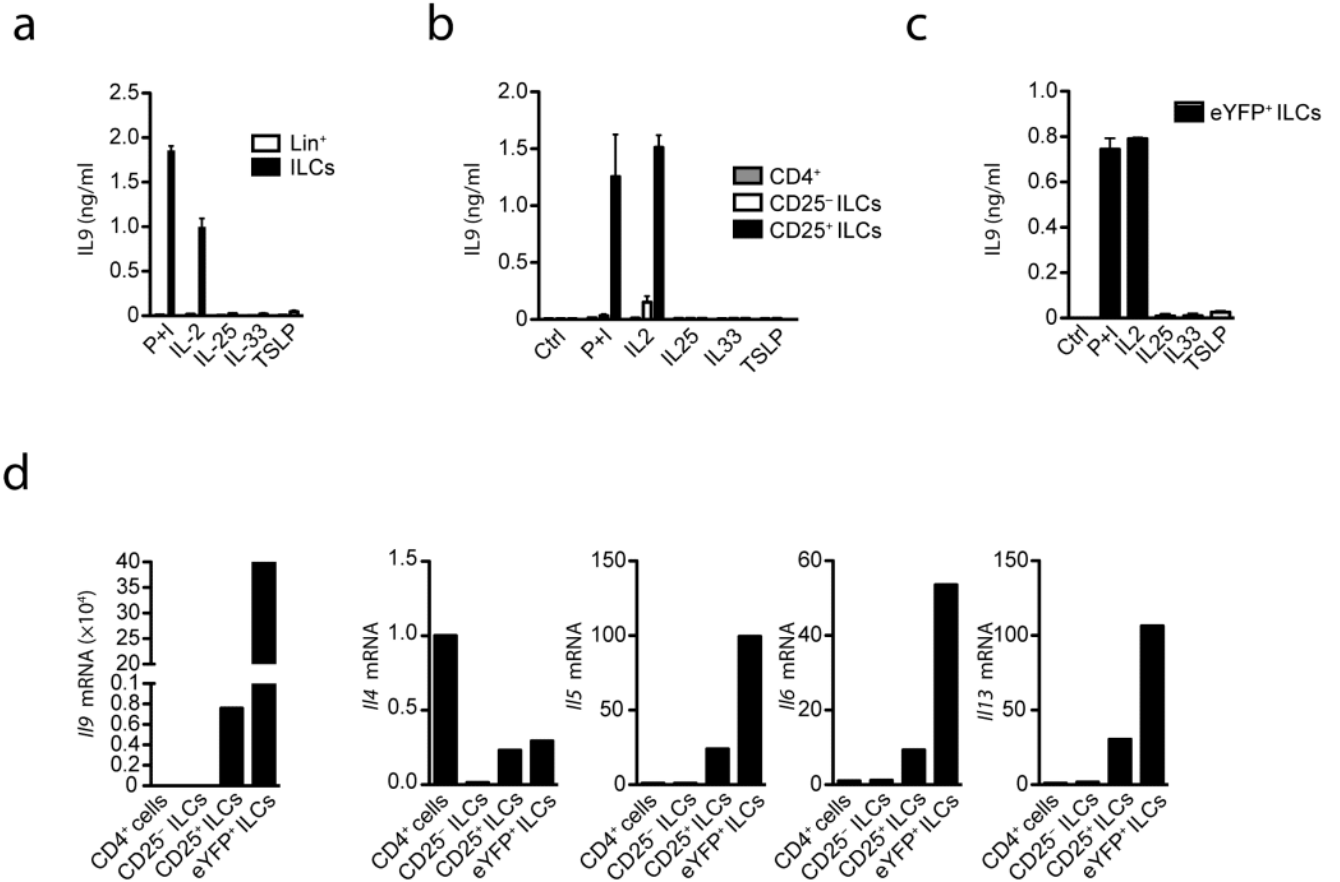 a
2.5
2.0
1.5
1.0
0.5
0
IL9 (ng/ml)
Lin⁺
ILCs
P+I
IL-2
IL-25
IL-33
TSLP
b
2.0
1.5
1.0
0.5
0
IL9 (ng/ml)
CD4⁺
CD25⁻ ILCs
CD25⁺ ILCs
Ctrl
P+I
IL2
IL25
IL33
TSLP
c
1.0
0.8
0.6
0.4
0.2
0
IL9 (ng/ml)
eYFP⁺ ILCs
Ctrl
P+I
IL2
IL25
IL33
TSLP
d
40
35
30
25
20
0.1
0.8
0.6
0.4
0.2
0
Il9 mRNA (×10⁴)
CD4⁺ cells
CD25⁻ ILCs
CD25⁺ ILCs
eYFP⁺ ILCs
1.5
1.0
0.5
0.0
Il4 mRNA
CD4⁺ cells
CD25⁻ ILCs
CD25⁺ ILCs
eYFP⁺ ILCs
150
100
50
0
Il5 mRNA
CD4⁺ cells
CD25⁻ ILCs
CD25⁺ ILCs
eYFP⁺ ILCs
60
40
20
0
Il6 mRNA
CD4⁺ cells
CD25⁻ ILCs
CD25⁺ ILCs
eYFP⁺ ILCs
150
100
50
0
Il13 mRNA
CD4⁺ cells
CD25⁻ ILCs
CD25⁺ ILCs
eYFP⁺ ILCs